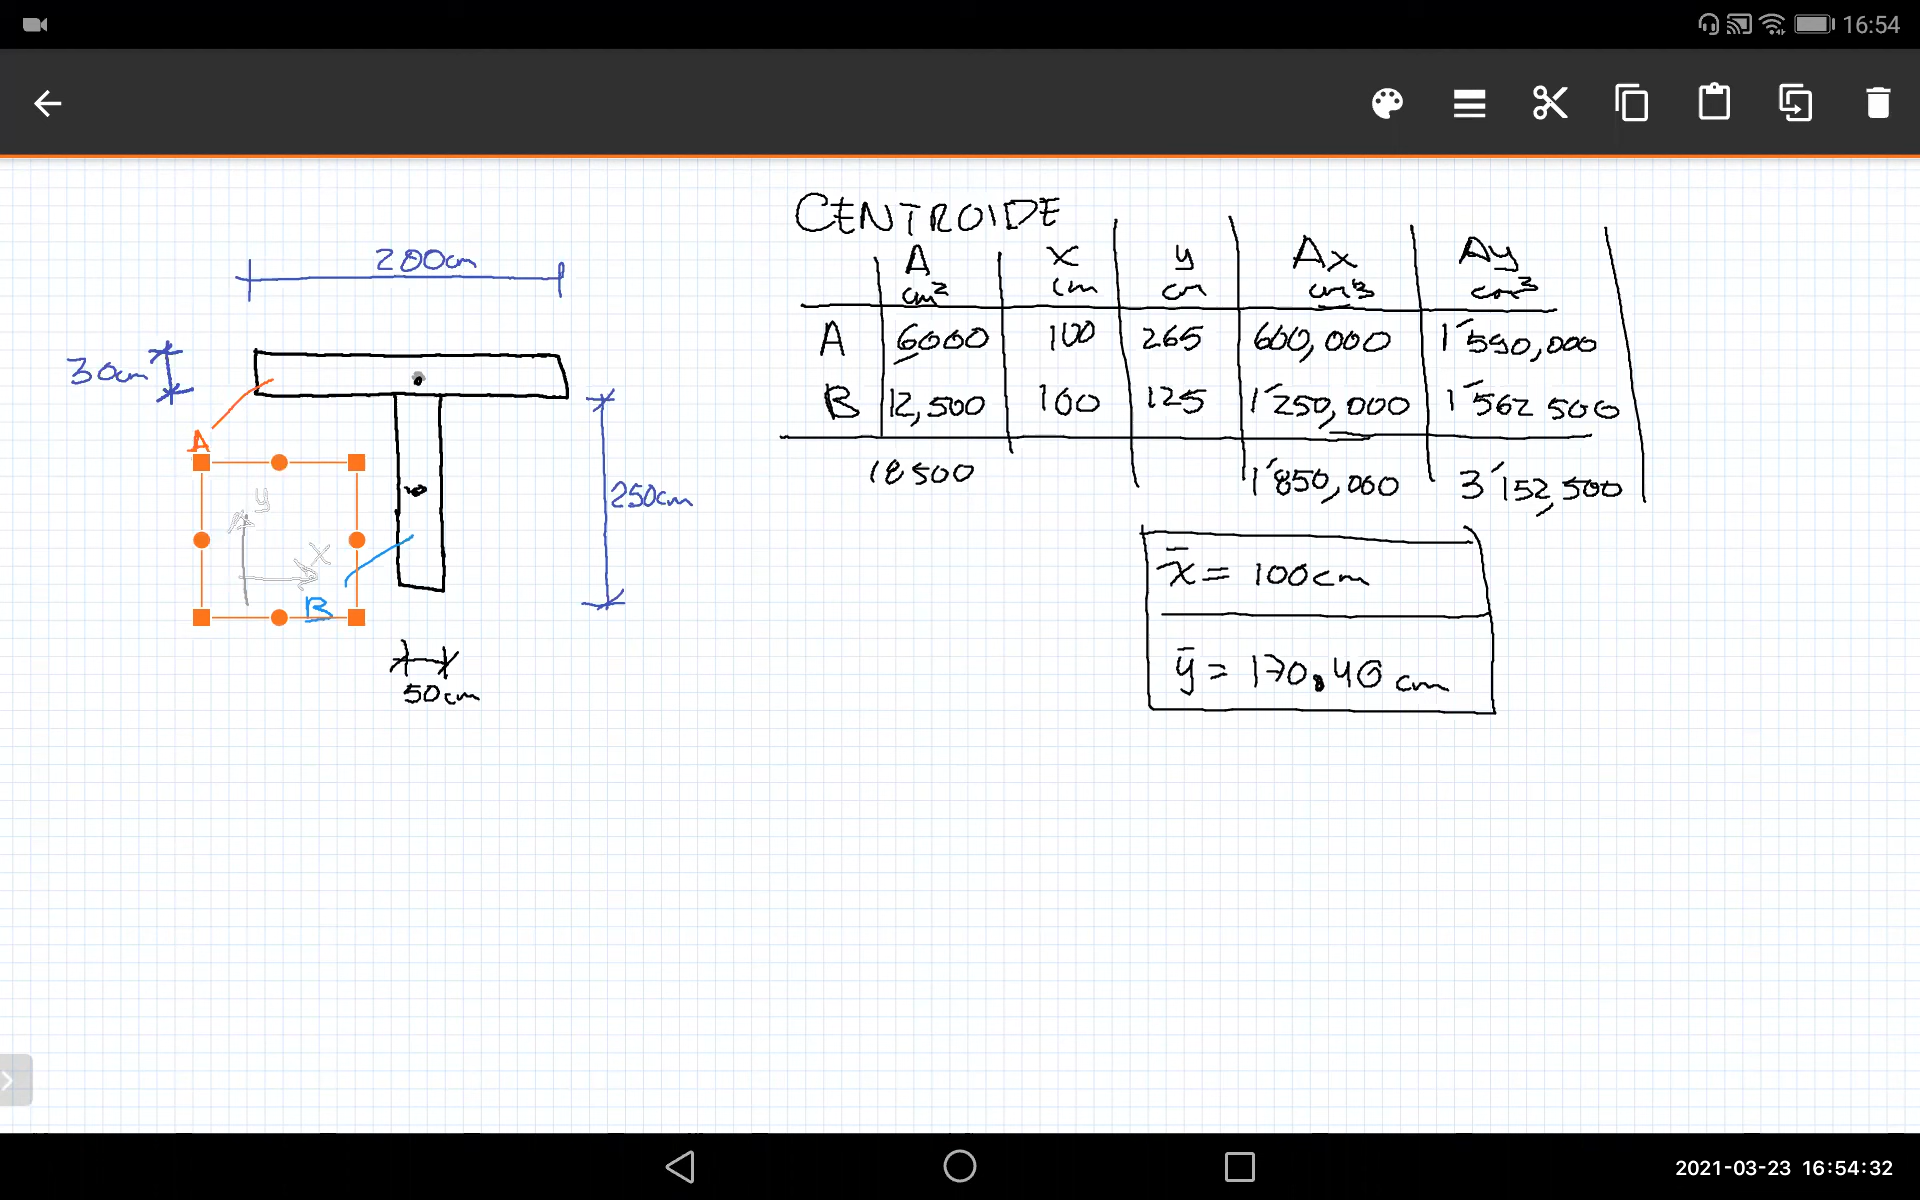 16:54
CENTROIDE
200cm
A x y Ax Ay
cm² cm cm cm³ cm³
30cm
A 6000 100 265 600,000 1´590,000
B 12,500 100 125 1´250,000 1´562 500
A
18500 1´850,000 3´152,500
y
250cm
x
B
x̄ = 100cm
50cm
ȳ = 170.40 cm
2021-03-23 16:54:32